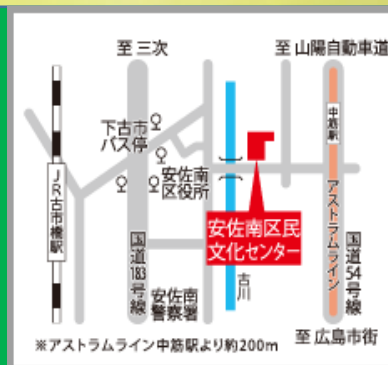 至 三次
至 山陽自動車道
下古市
バス停
中筋駅
安佐南
区役所
JR古市橋駅
安佐南区民
文化センター
アストラムライン
国道183号線
安佐南
警察署
古川
国道54号線
至 広島市街
※アストラムライン中筋駅より約200m